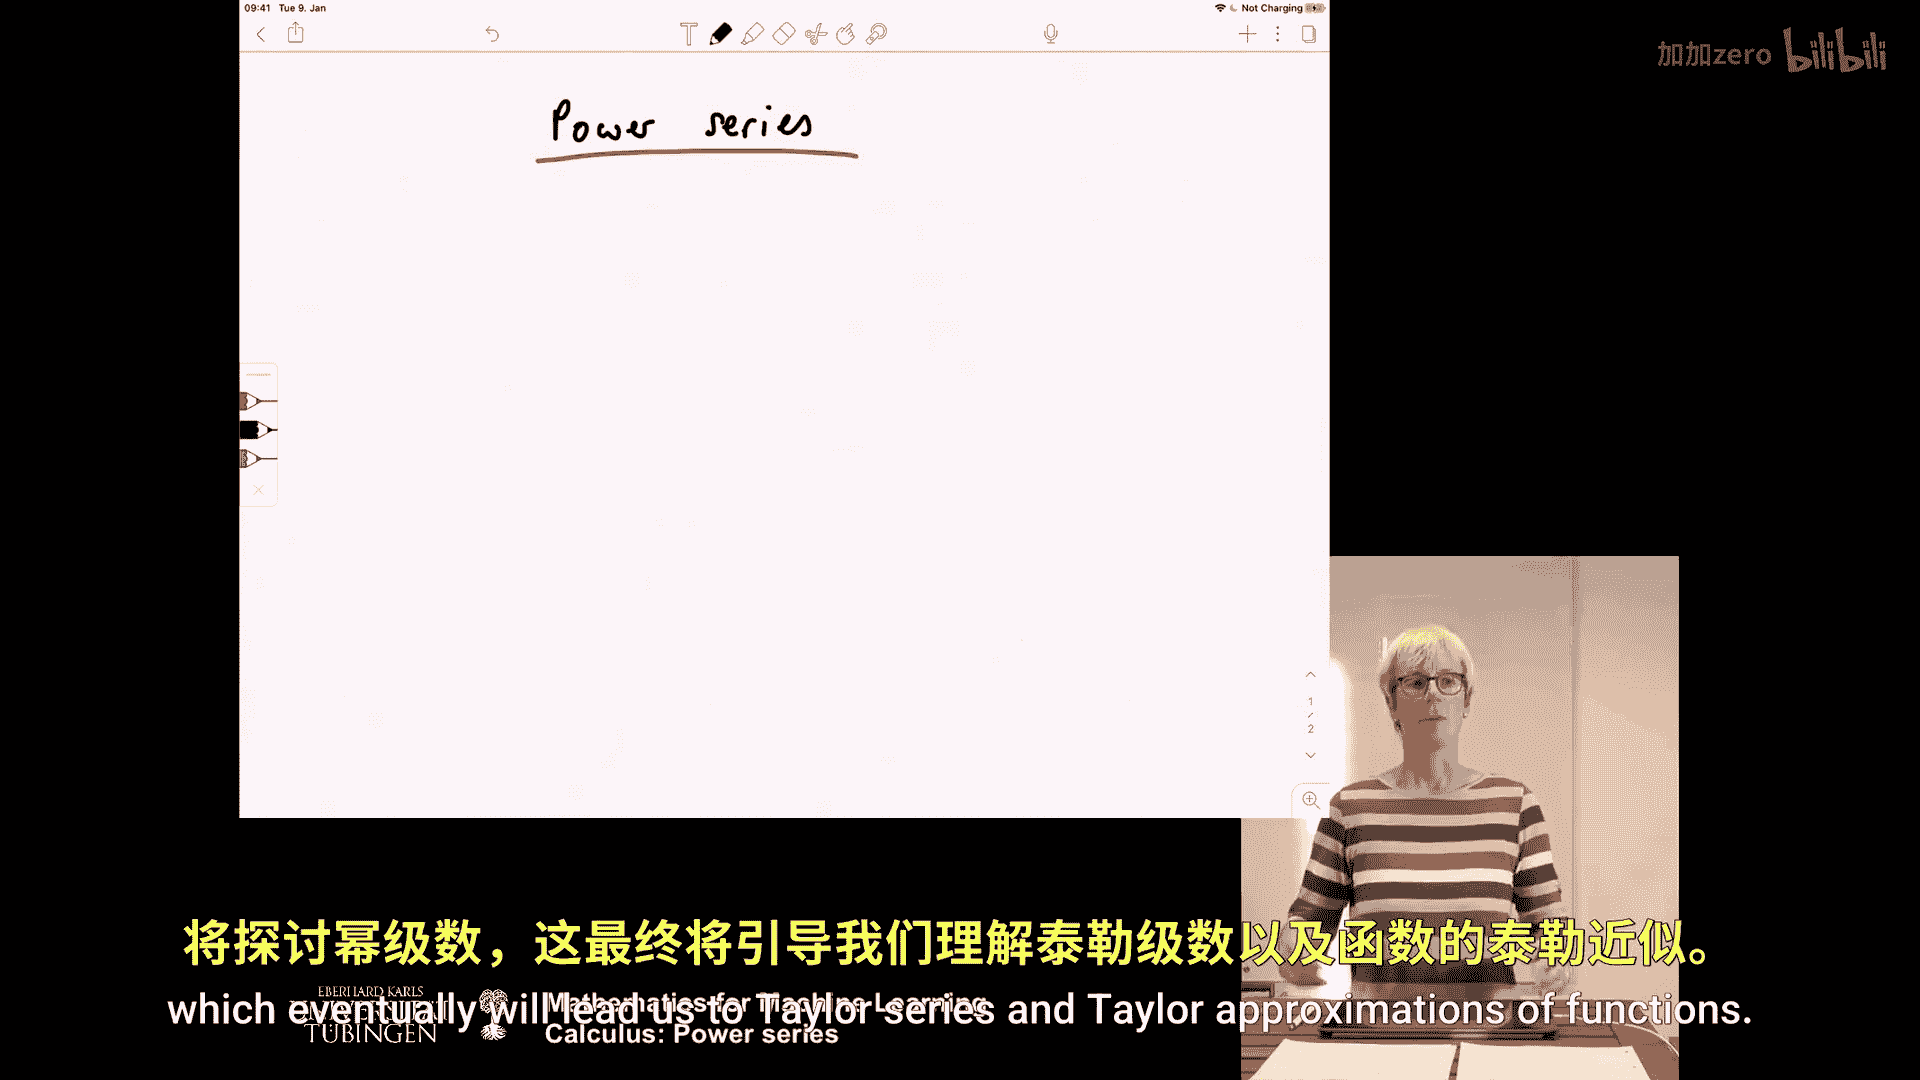 09:41 Tue 9. Jan
Not Charging
加加zero bilibili
T
Power series
1
/
2
将探讨幂级数，这最终将引导我们理解泰勒级数以及函数的泰勒近似。
EBERHARD KARLS
UNIVERSITÄT
TÜBINGEN
which eventually will lead us to Taylor series and Taylor approximations of functions.
Mathematics for Machine Learning
Calculus: Power series